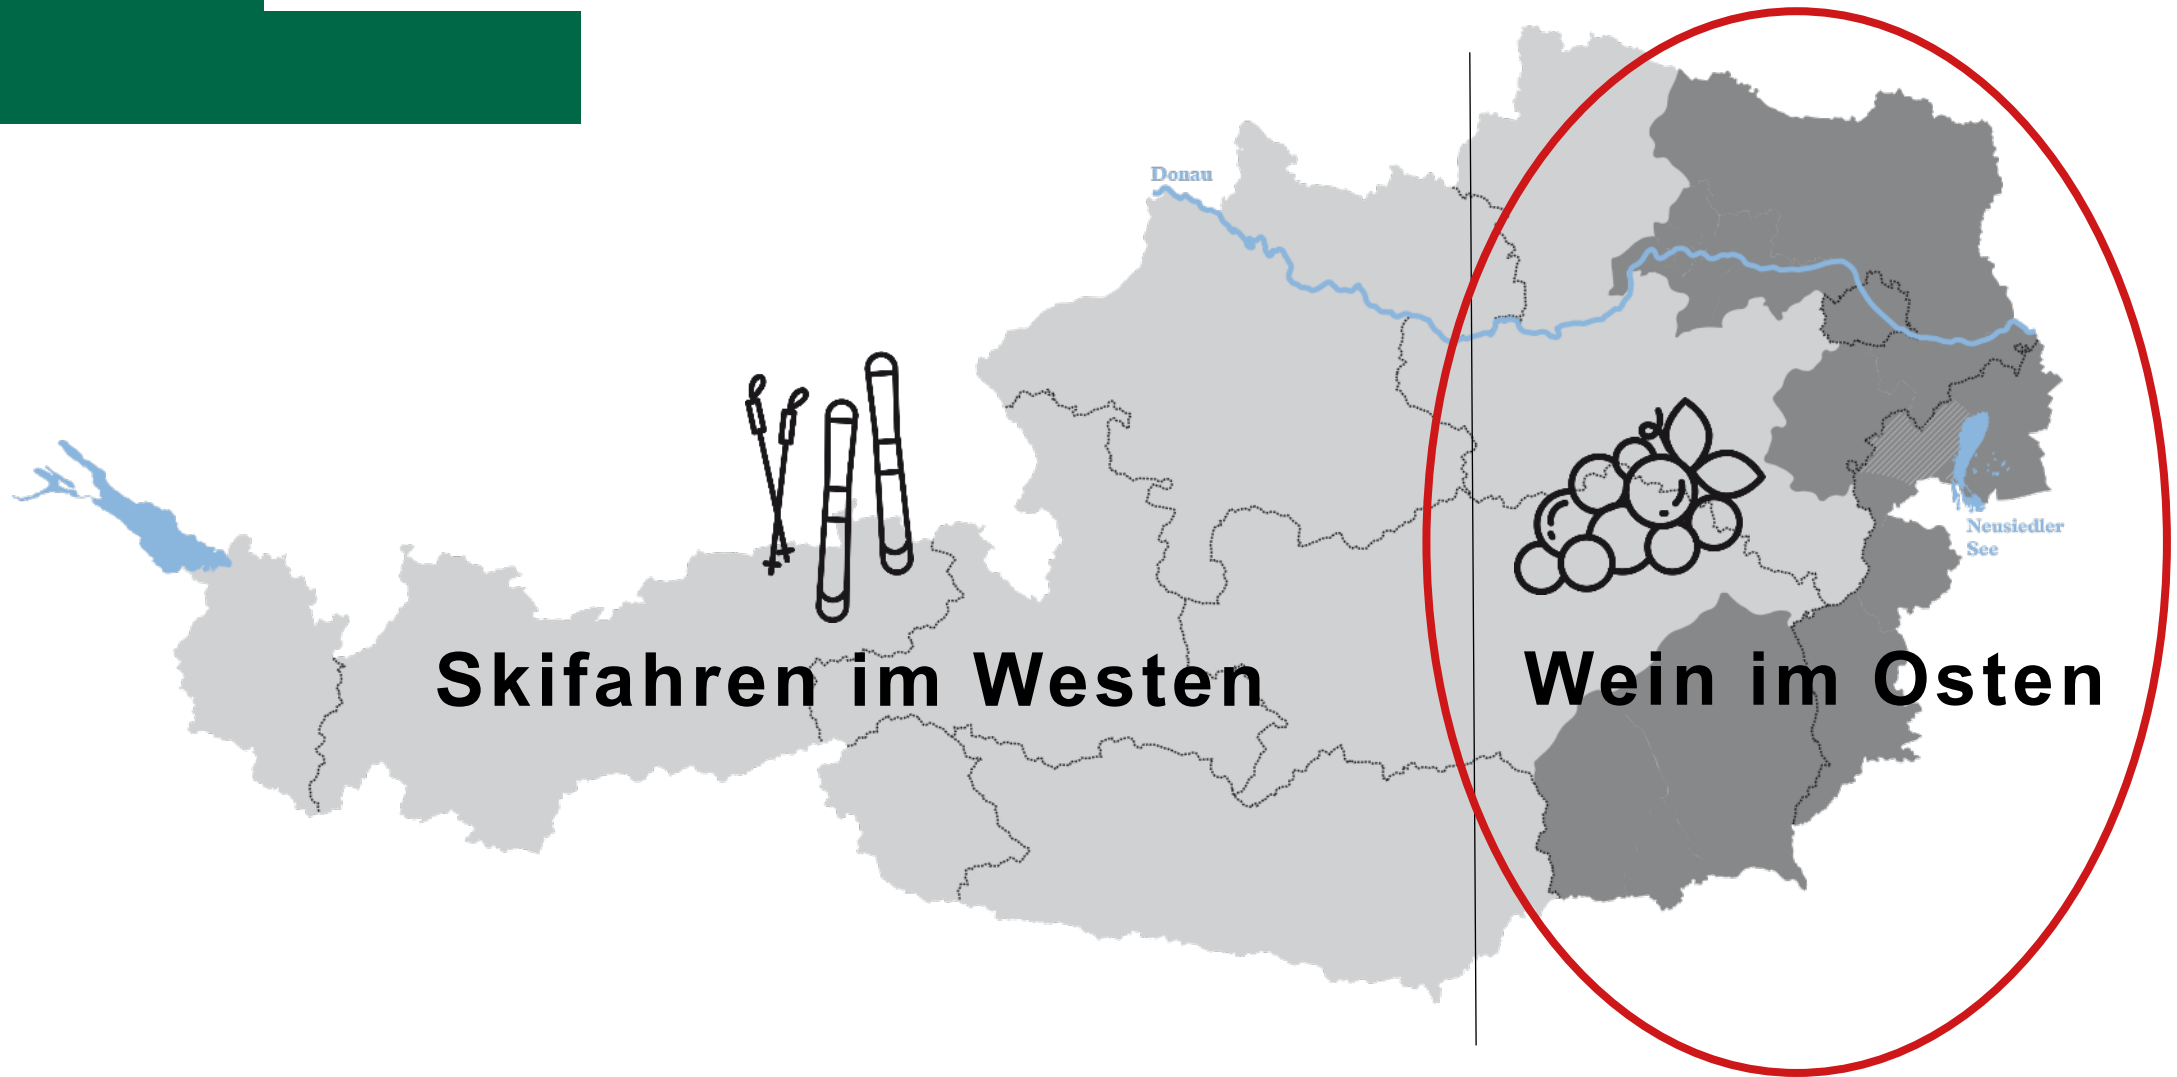 Donau
Skifahren im Westen
Wein im Osten
Neusiedler
See